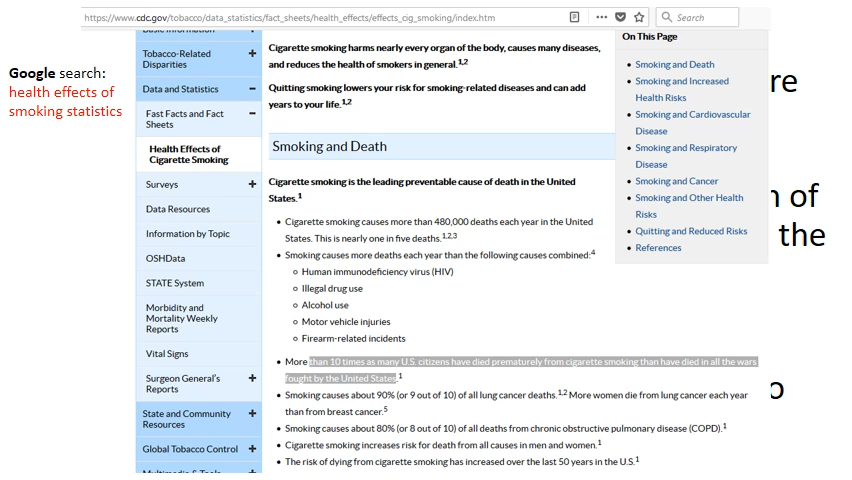 https://www.cdc.gov/tobacco/data_statistics/fact_sheets/health_effects/effects_cig_smoking/index.htm
Search
Google search:
health effects of
smoking statistics
Tobacco-Related
Disparities
Data and Statistics
Fast Facts and Fact
Sheets
Health Effects of
Cigarette Smoking
Surveys
Data Resources
Information by Topic
OSHData
STATE System
Morbidity and
Mortality Weekly
Reports
Vital Signs
Surgeon General's
Reports
State and Community
Resources
Global Tobacco Control
Cigarette smoking harms nearly every organ of the body, causes many diseases,
and reduces the health of smokers in general.1,2
Quitting smoking lowers your risk for smoking-related diseases and can add
years to your life.1,2
Smoking and Death
Cigarette smoking is the leading preventable cause of death in the United
States.1
• Cigarette smoking causes more than 480,000 deaths each year in the United
States. This is nearly one in five deaths.1,2,3
• Smoking causes more deaths each year than the following causes combined:4
○ Human immunodeficiency virus (HIV)
○ Illegal drug use
○ Alcohol use
○ Motor vehicle injuries
○ Firearm-related incidents
• More than 10 times as many U.S. citizens have died prematurely from cigarette smoking than have died in all the wars
fought by the United States.1
• Smoking causes about 90% (or 9 out of 10) of all lung cancer deaths.1,2 More women die from lung cancer each year
than from breast cancer.5
• Smoking causes about 80% (or 8 out of 10) of all deaths from chronic obstructive pulmonary disease (COPD).1
• Cigarette smoking increases risk for death from all causes in men and women.1
• The risk of dying from cigarette smoking has increased over the last 50 years in the U.S.1
On This Page
• Smoking and Death
• Smoking and Increased
Health Risks
• Smoking and Cardiovascular
Disease
• Smoking and Respiratory
Disease
• Smoking and Cancer
• Smoking and Other Health
Risks
• Quitting and Reduced Risks
• References
of
the